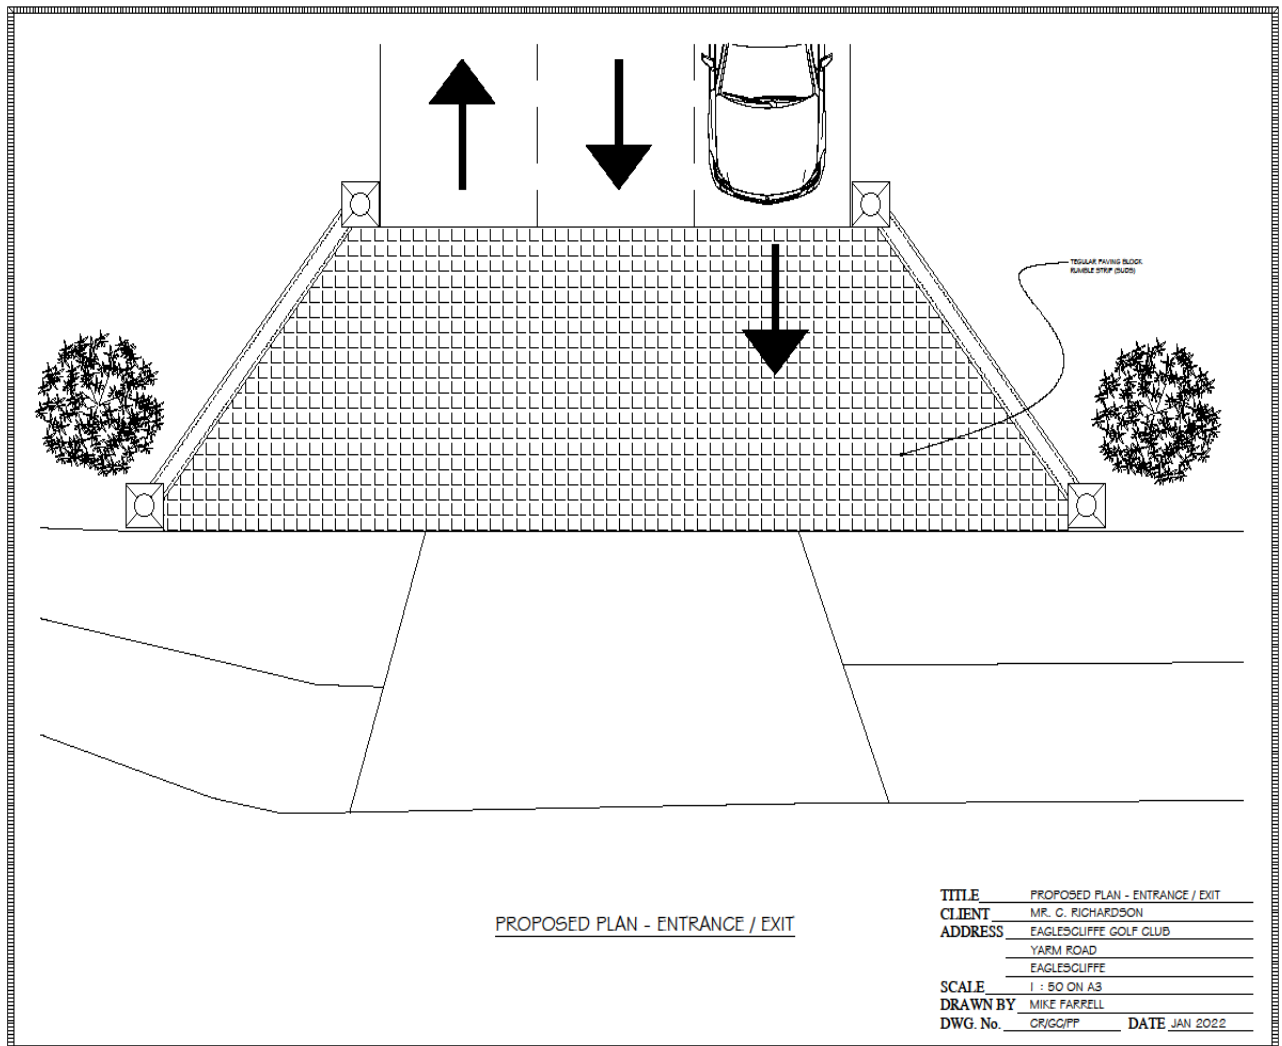 TEGULAR PAVING BLOCK
RUMBLE STRIP (SUDS)
PROPOSED PLAN - ENTRANCE / EXIT
TITLE PROPOSED PLAN - ENTRANCE / EXIT
CLIENT MR. C. RICHARDSON
ADDRESS EAGLESCLIFFE GOLF CLUB
YARM ROAD
EAGLESCLIFFE
SCALE 1 : 50 ON A3
DRAWN BY MIKE FARRELL
DWG. No. CR/GC/PP DATE JAN 2022